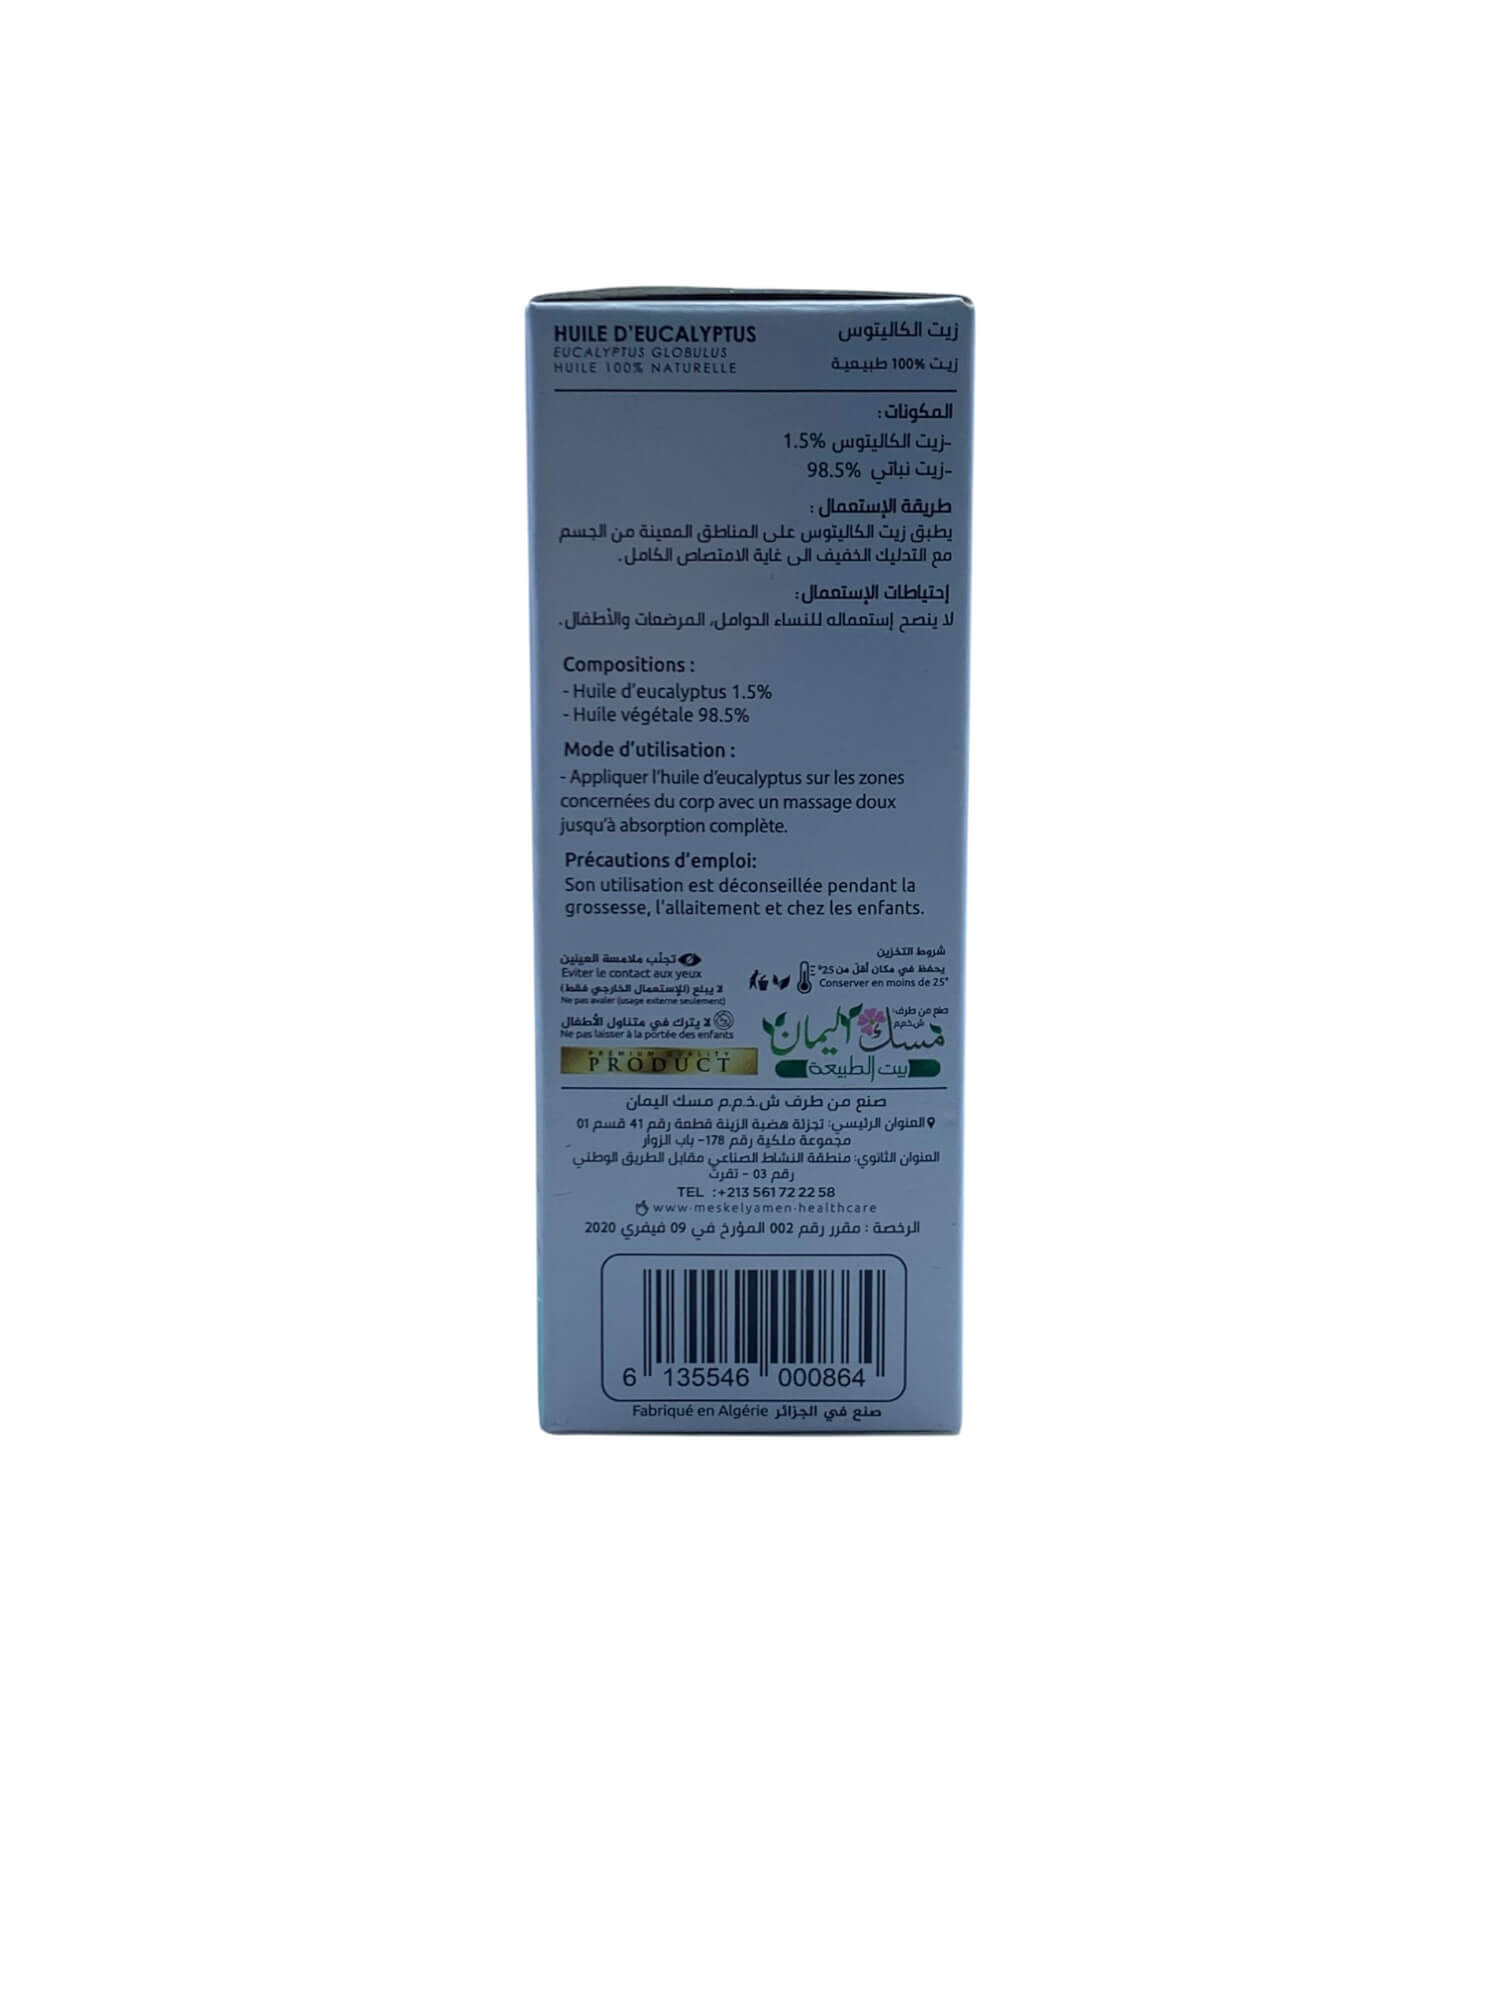 HUILE D'EUCALYPTUS
EUCALYPTUS GLOBULUS
HUILE 100% NATURELLE
زيت الكاليتوس
زيت 100% طبيعية
المكونات:
-زيت الكاليتوس 1.5%
-زيت نباتي 98.5%
طريقة الإستعمال :
يطبق زيت الكاليتوس على المناطق المعينة من الجسم
مع التدليك الخفيف الى غاية الامتصاص الكامل.
إحتياطات الإستعمال:
لا ينصح إستعماله للنساء الحوامل، المرضعات والأطفال.
Compositions :
- Huile d'eucalyptus 1.5%
- Huile végétale 98.5%
Mode d'utilisation :
- Appliquer l'huile d'eucalyptus sur les zones
concernées du corp avec un massage doux
jusqu'à absorption complète.
Précautions d'emploi:
Son utilisation est déconseillée pendant la
grossesse, l'allaitement et chez les enfants.
تجنّب ملامسة العينين
Eviter le contact aux yeux
لا يبلع (للإستعمال الخارجي فقط)
Ne pas avaler (usage externe seulement)
لا يترك في متناول الأطفال
Ne pas laisser à la portée des enfants
PREMIUM QUALITY
PRODUCT
شروط التخزين
يحفظ في مكان أقل من 25°
Conserver en moins de 25°
صنع من طرف:
ش.ذ.م.م
مسك اليمان
بيت الطبيعة
صنع من طرف ش.ذ.م.م مسك اليمان
العنوان الرئيسي: تجزئة هضبة الزينة قطعة رقم 41 قسم 01
مجموعة ملكية رقم 178- باب الزوار
العنوان الثانوي: منطقة النشاط الصناعي مقابل الطريق الوطني
رقم 03 - تقرت
TEL :+213 561 72 22 58
www.meskelyamen.healthcare
الرخصة : مقرر رقم 002 المؤرخ في 09 فيفري 2020
6 135546 000864
Fabriqué en Algérie صنع في الجزائر